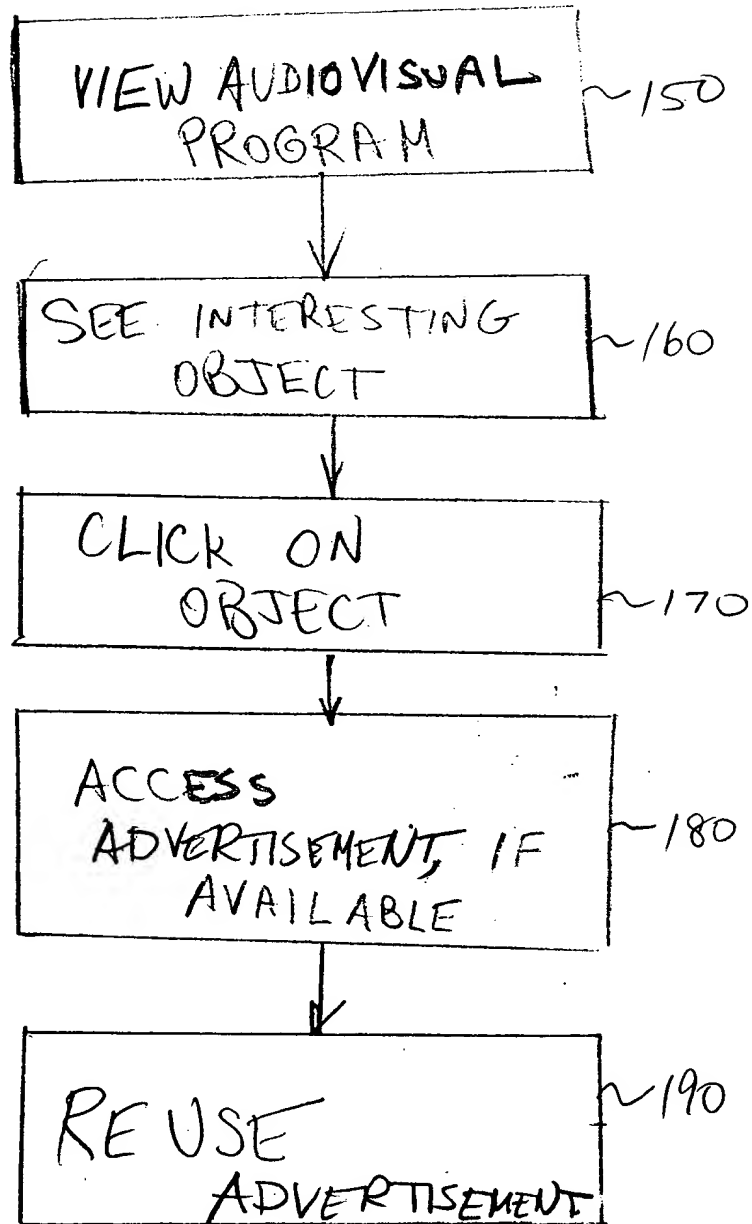 VIEW AUDIOVISUAL
PROGRAM
150
SEE INTERESTING
OBJECT
160
CLICK ON
OBJECT
170
ACCESS
ADVERTISEMENT, IF
AVAILABLE
180
REUSE
ADVERTISEMENT
190